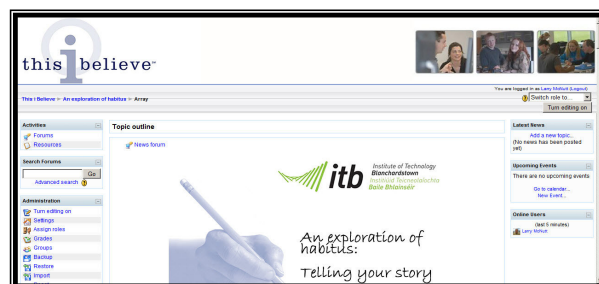 this i believe
You are logged in as Larry McNutt (Logout)
This I Believe ► An exploration of habitus ► Array
Switch role to...
Turn editing on
Activities
Forums
Resources
Search Forums
Go
Advanced search
Administration
Turn editing on
Settings
Assign roles
Grades
Groups
Backup
Restore
Import
Topic outline
News forum
itb
Institute of Technology
Blanchardstown
Institiúid Teicneolaíochta
Baile Bhlainséir
An exploration of
habitus:
Telling your story
Latest News
Add a new topic...
(No news has been posted
yet)
Upcoming Events
There are no upcoming events
Go to calendar...
New Event...
Online Users
(last 5 minutes)
Larry McNutt